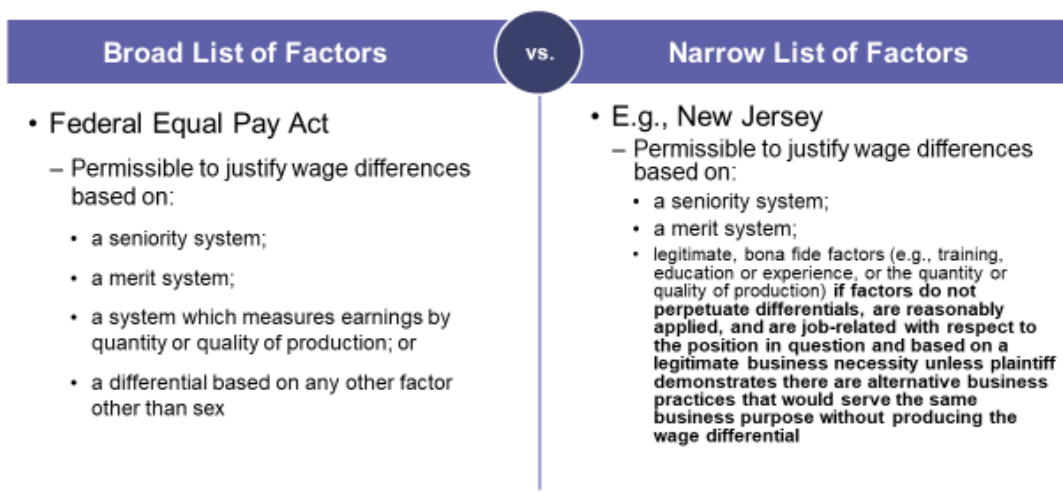 Broad List of Factors
vs.
Narrow List of Factors
• Federal Equal Pay Act
– Permissible to justify wage differences
based on:
• a seniority system;
• a merit system;
• a system which measures earnings by
quantity or quality of production; or
• a differential based on any other factor
other than sex
• E.g., New Jersey
– Permissible to justify wage differences
based on:
• a seniority system;
• a merit system;
• legitimate, bona fide factors (e.g., training,
education or experience, or the quantity or
quality of production) if factors do not
perpetuate differentials, are reasonably
applied, and are job-related with respect to
the position in question and based on a
legitimate business necessity unless plaintiff
demonstrates there are alternative business
practices that would serve the same
business purpose without producing the
wage differential